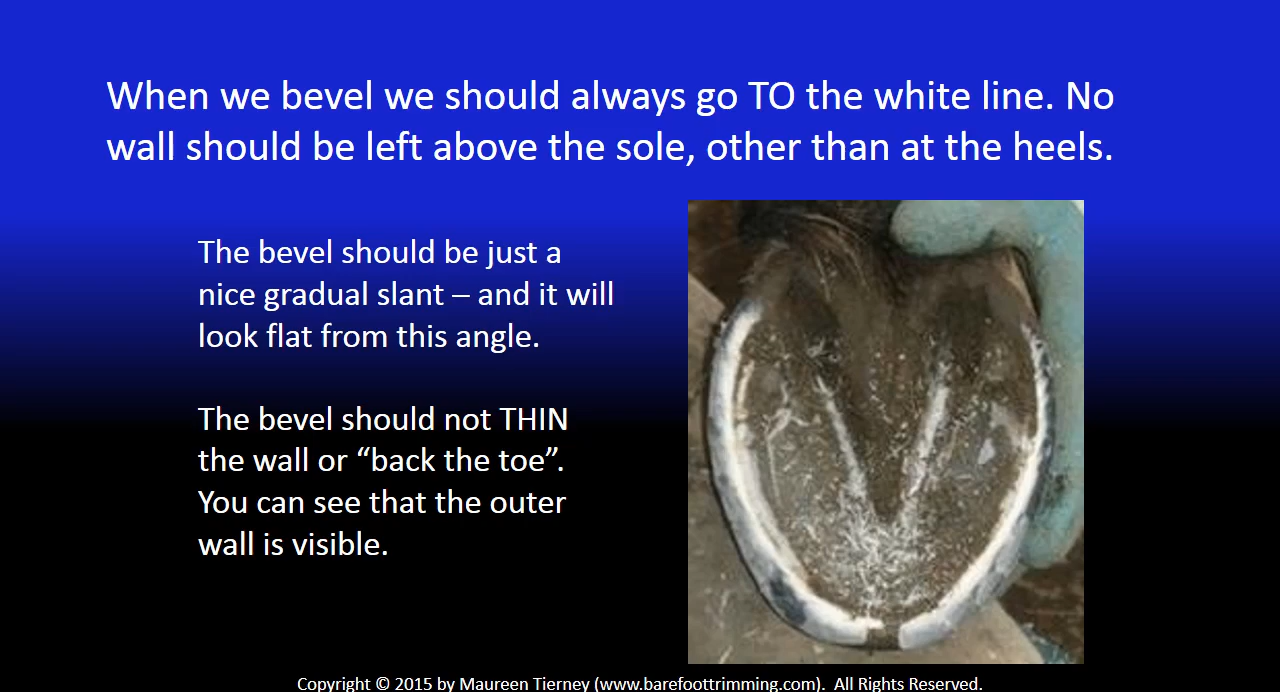 When we bevel we should always go TO the white line. No
wall should be left above the sole, other than at the heels.
The bevel should be just a
nice gradual slant – and it will
look flat from this angle.
The bevel should not THIN
the wall or “back the toe”.
You can see that the outer
wall is visible.
Copyright © 2015 by Maureen Tierney (www.barefoottrimming.com).  All Rights Reserved.